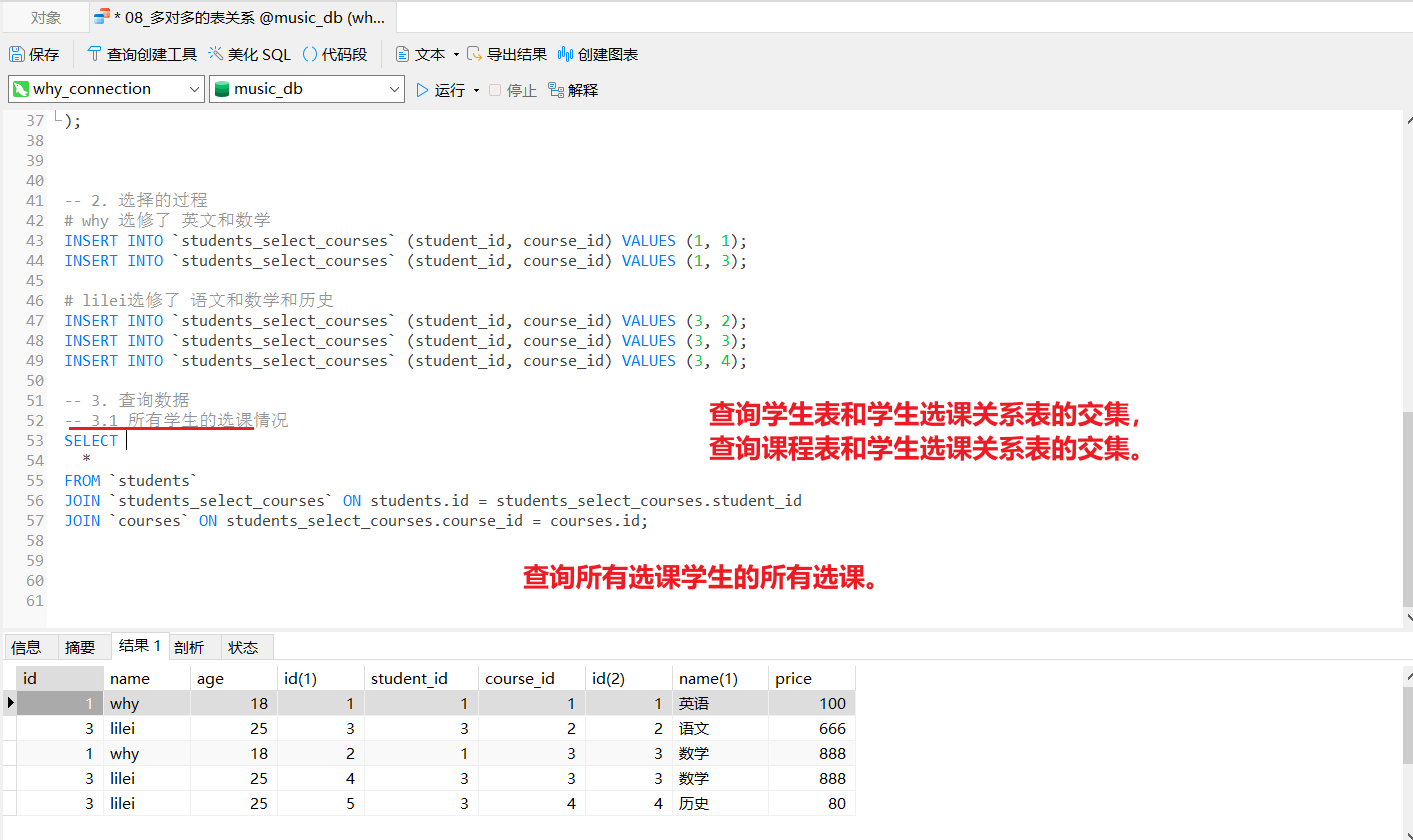 对象 * 08_多对多的表关系 @music_db (wh...
保存 查询创建工具 美化 SQL () 代码段 文本 导出结果 创建图表
why_connection music_db 运行 停止 解释
37 );
38
39
40
41 -- 2. 选择的过程
42 # why 选修了 英文和数学
43 INSERT INTO `students_select_courses` (student_id, course_id) VALUES (1, 1);
44 INSERT INTO `students_select_courses` (student_id, course_id) VALUES (1, 3);
45
46 # lilei选修了 语文和数学和历史
47 INSERT INTO `students_select_courses` (student_id, course_id) VALUES (3, 2);
48 INSERT INTO `students_select_courses` (student_id, course_id) VALUES (3, 3);
49 INSERT INTO `students_select_courses` (student_id, course_id) VALUES (3, 4);
50
51 -- 3. 查询数据
52 -- 3.1 所有学生的选课情况
查询学生表和学生选课关系表的交集，
53 SELECT
查询课程表和学生选课关系表的交集。
54 *
55 FROM `students`
56 JOIN `students_select_courses` ON students.id = students_select_courses.student_id
57 JOIN `courses` ON students_select_courses.course_id = courses.id;
58
59
查询所有选课学生的所有选课。
60
61
信息 摘要 结果 1 剖析 状态
id name age id(1) student_id course_id id(2) name(1) price
1 why 18 1 1 1 1 英语 100
3 lilei 25 3 3 2 2 语文 666
1 why 18 2 1 3 3 数学 888
3 lilei 25 4 3 3 3 数学 888
3 lilei 25 5 3 4 4 历史 80